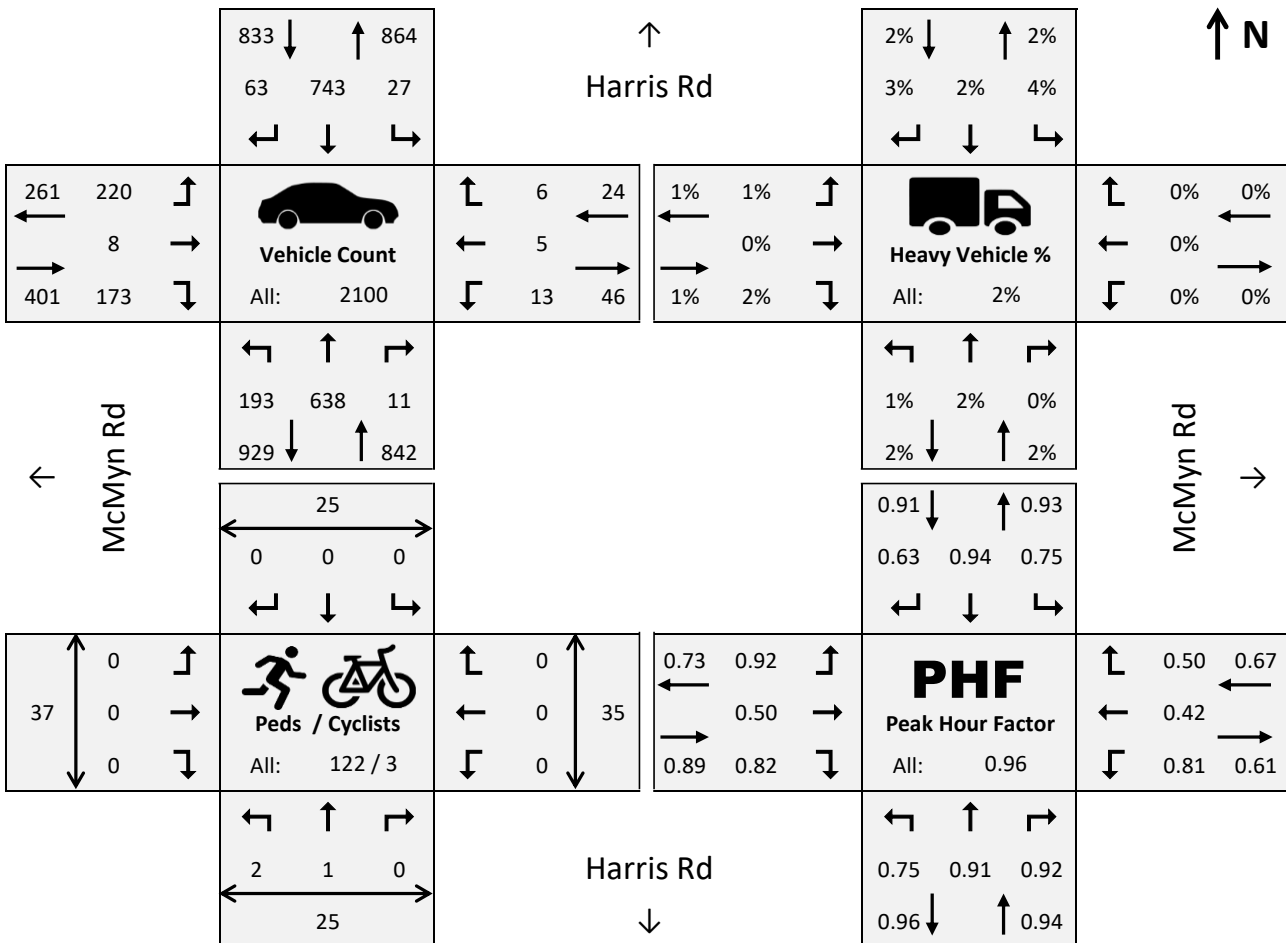 833 864 2% 2% N
Harris Rd
63 743 27 3% 2% 4%
261 220 6 24 1% 1% 0% 0%
8 5 0% 0%
Vehicle Count Heavy Vehicle %
401 173 All: 2100 13 46 1% 2% All: 2% 0% 0%
193 638 11 1% 2% 0%
929 842 2% 2%
McMyn Rd
McMyn Rd
25 0.91 0.93
0 0 0 0.63 0.94 0.75
0 0 0.73 0.92 PHF 0.50 0.67
37 0 Peds / Cyclists 0 35 0.50 Peak Hour Factor 0.42
0 All: 122 / 3 0 0.89 0.82 All: 0.96 0.81 0.61
2 1 0 0.75 0.91 0.92
Harris Rd
25 0.96 0.94